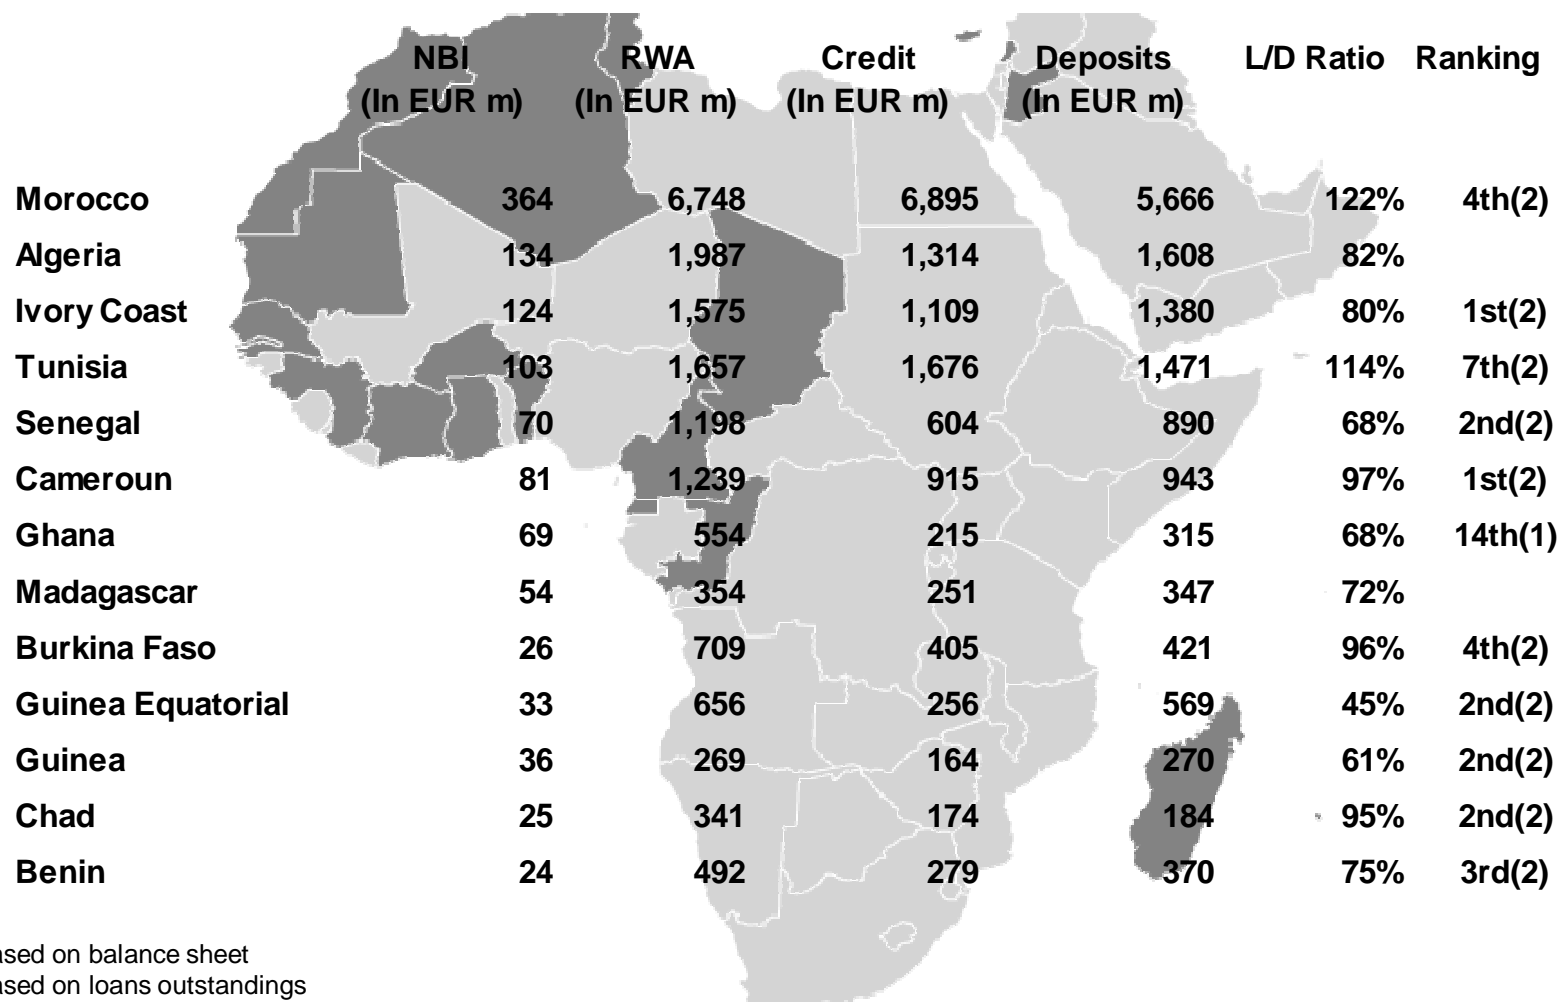 NBI RWA Credit Deposits L/D Ratio Ranking
(In EUR m) (In EUR m) (In EUR m) (In EUR m)
Morocco 364 6,748 6,895 5,666 122% 4th(2)
Algeria 134 1,987 1,314 1,608 82%
Ivory Coast 124 1,575 1,109 1,380 80% 1st(2)
Tunisia 103 1,657 1,676 1,471 114% 7th(2)
Senegal 70 1,198 604 890 68% 2nd(2)
Cameroun 81 1,239 915 943 97% 1st(2)
Ghana 69 554 215 315 68% 14th(1)
Madagascar 54 354 251 347 72%
Burkina Faso 26 709 405 421 96% 4th(2)
Guinea Equatorial 33 656 256 569 45% 2nd(2)
Guinea 36 269 164 270 61% 2nd(2)
Chad 25 341 174 184 95% 2nd(2)
Benin 24 492 279 370 75% 3rd(2)
ased on balance sheet
ased on loans outstandings